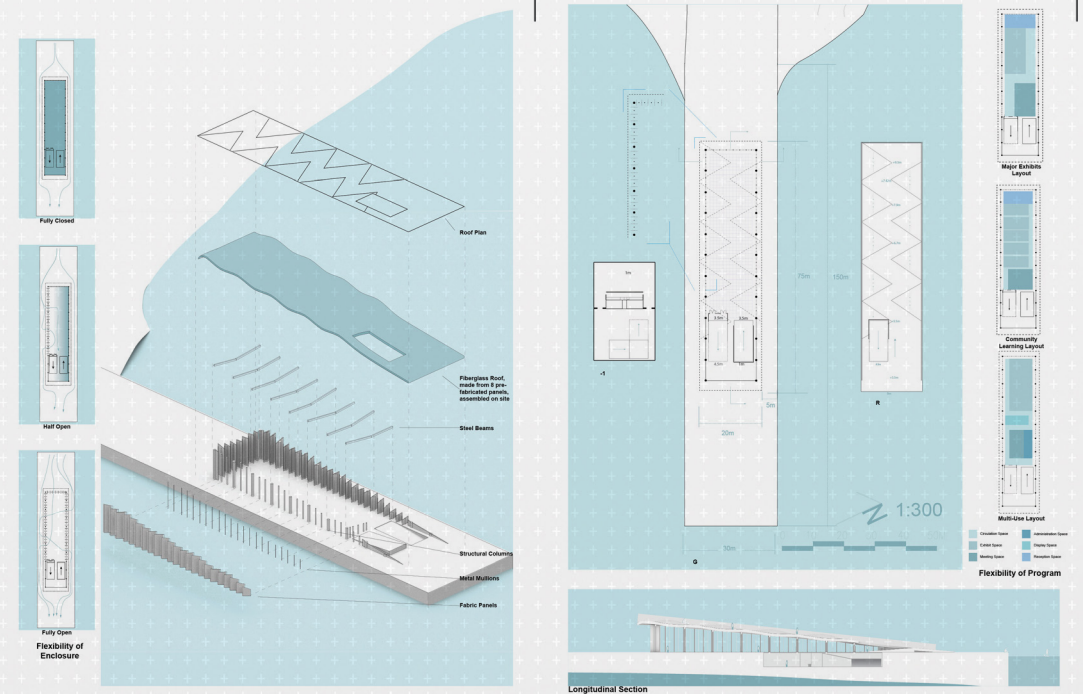 Fully Closed
Half Open
Fully Open
Flexibility of
Enclosure
Roof Plan
Fiberglass Roof,
made from 8 pre-
fabricated panels,
assembled on site
Steel Beams
Structural Columns
Metal Mullions
Fabric Panels
-1
75m
150m
5m
20m
30m
G
R
1:300
Major Exhibits
Layout
Community
Learning Layout
Multi-Use Layout
Circulation Space
Exhibit Space
Meeting Space
Administration Space
Display Space
Reception Space
Flexibility of Program
Longitudinal Section